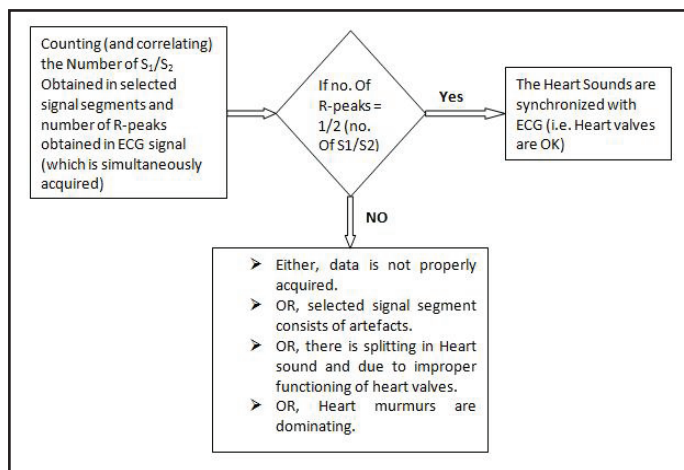 Counting (and correlating)
the Number of S₁/S₂
Obtained in selected
signal segments and
number of R-peaks
obtained in ECG signal
(which is simultaneously
acquired)
If no. Of
R-peaks =
1/2 (no.
Of S1/S2)
Yes
The Heart Sounds are
synchronized with
ECG (i.e. Heart valves
are OK)
NO
➢ Either, data is not properly
acquired.
➢ OR, selected signal segment
consists of artefacts.
➢ OR, there is splitting in Heart
sound and due to improper
functioning of heart valves.
➢ OR, Heart murmurs are
dominating.